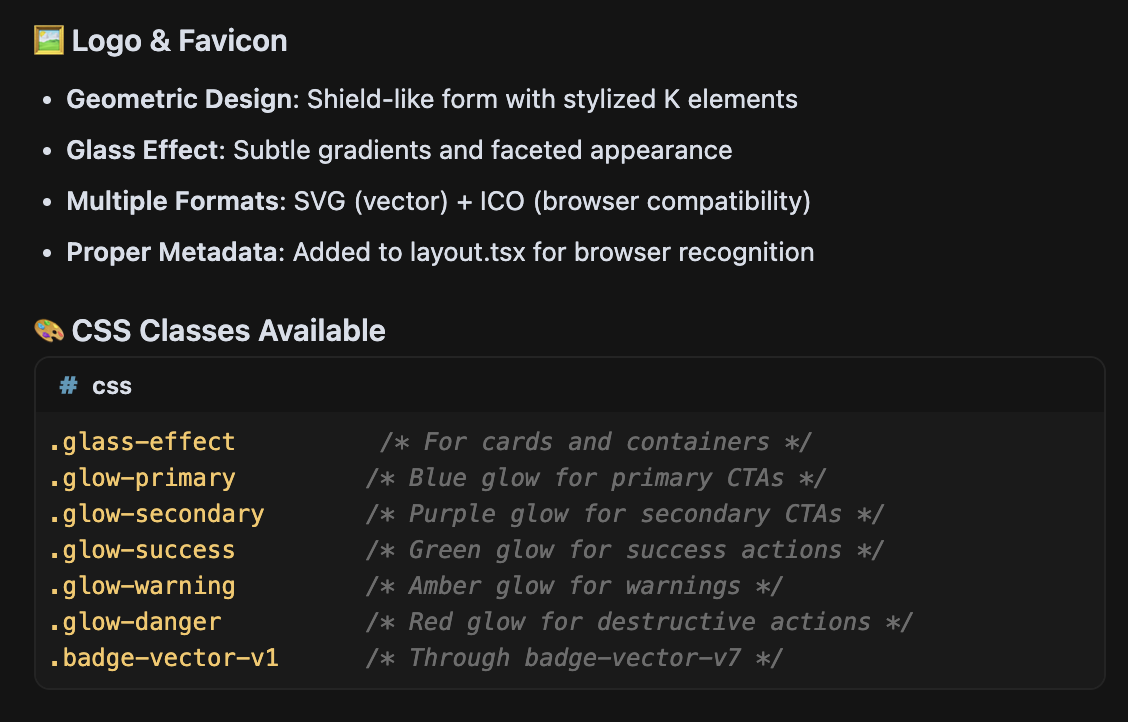 🖼️ Logo & Favicon
• Geometric Design: Shield-like form with stylized K elements
• Glass Effect: Subtle gradients and faceted appearance
• Multiple Formats: SVG (vector) + ICO (browser compatibility)
• Proper Metadata: Added to layout.tsx for browser recognition
🎨 CSS Classes Available
# css
.glass-effect          /* For cards and containers */
.glow-primary         /* Blue glow for primary CTAs */
.glow-secondary       /* Purple glow for secondary CTAs */
.glow-success         /* Green glow for success actions */
.glow-warning         /* Amber glow for warnings */
.glow-danger          /* Red glow for destructive actions */
.badge-vector-v1      /* Through badge-vector-v7 */